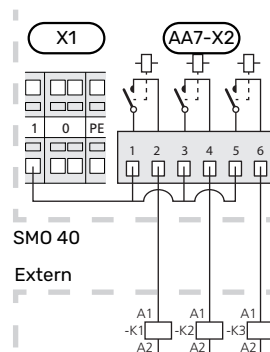 X1 AA7-X2
1 0 PE
1 2 3 4 5 6
SMO 40
Extern
A1 A1 A1
-K1 -K2 -K3
A2 A2 A2